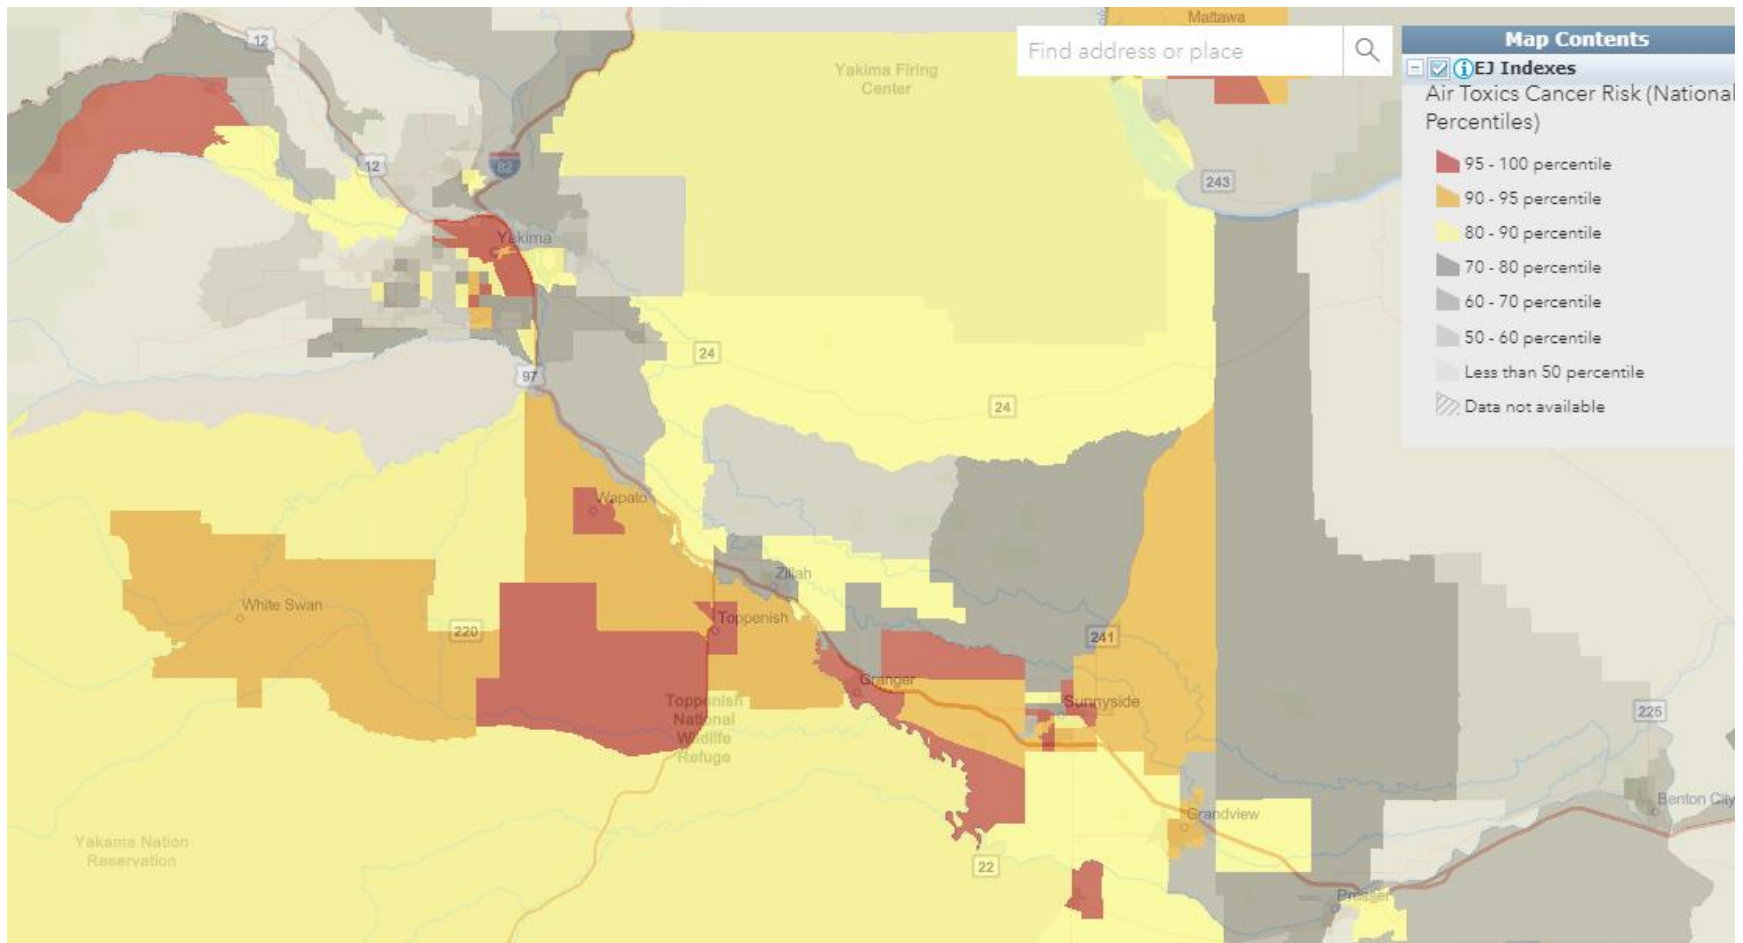 12
Mattawa
Find address or place
Map Contents
EJ Indexes
Air Toxics Cancer Risk (National
Percentiles)
95 - 100 percentile
90 - 95 percentile
80 - 90 percentile
70 - 80 percentile
60 - 70 percentile
50 - 60 percentile
Less than 50 percentile
Data not available
Yakima Firing
Center
12
82
243
Yakima
24
97
24
Wapato
Zillah
White Swan
220
Toppenish
241
Granger
Toppenish
National
Wildlife
Refuge
Sunnyside
225
Benton City
Grandview
Yakama Nation
Reservation
22
Prosser